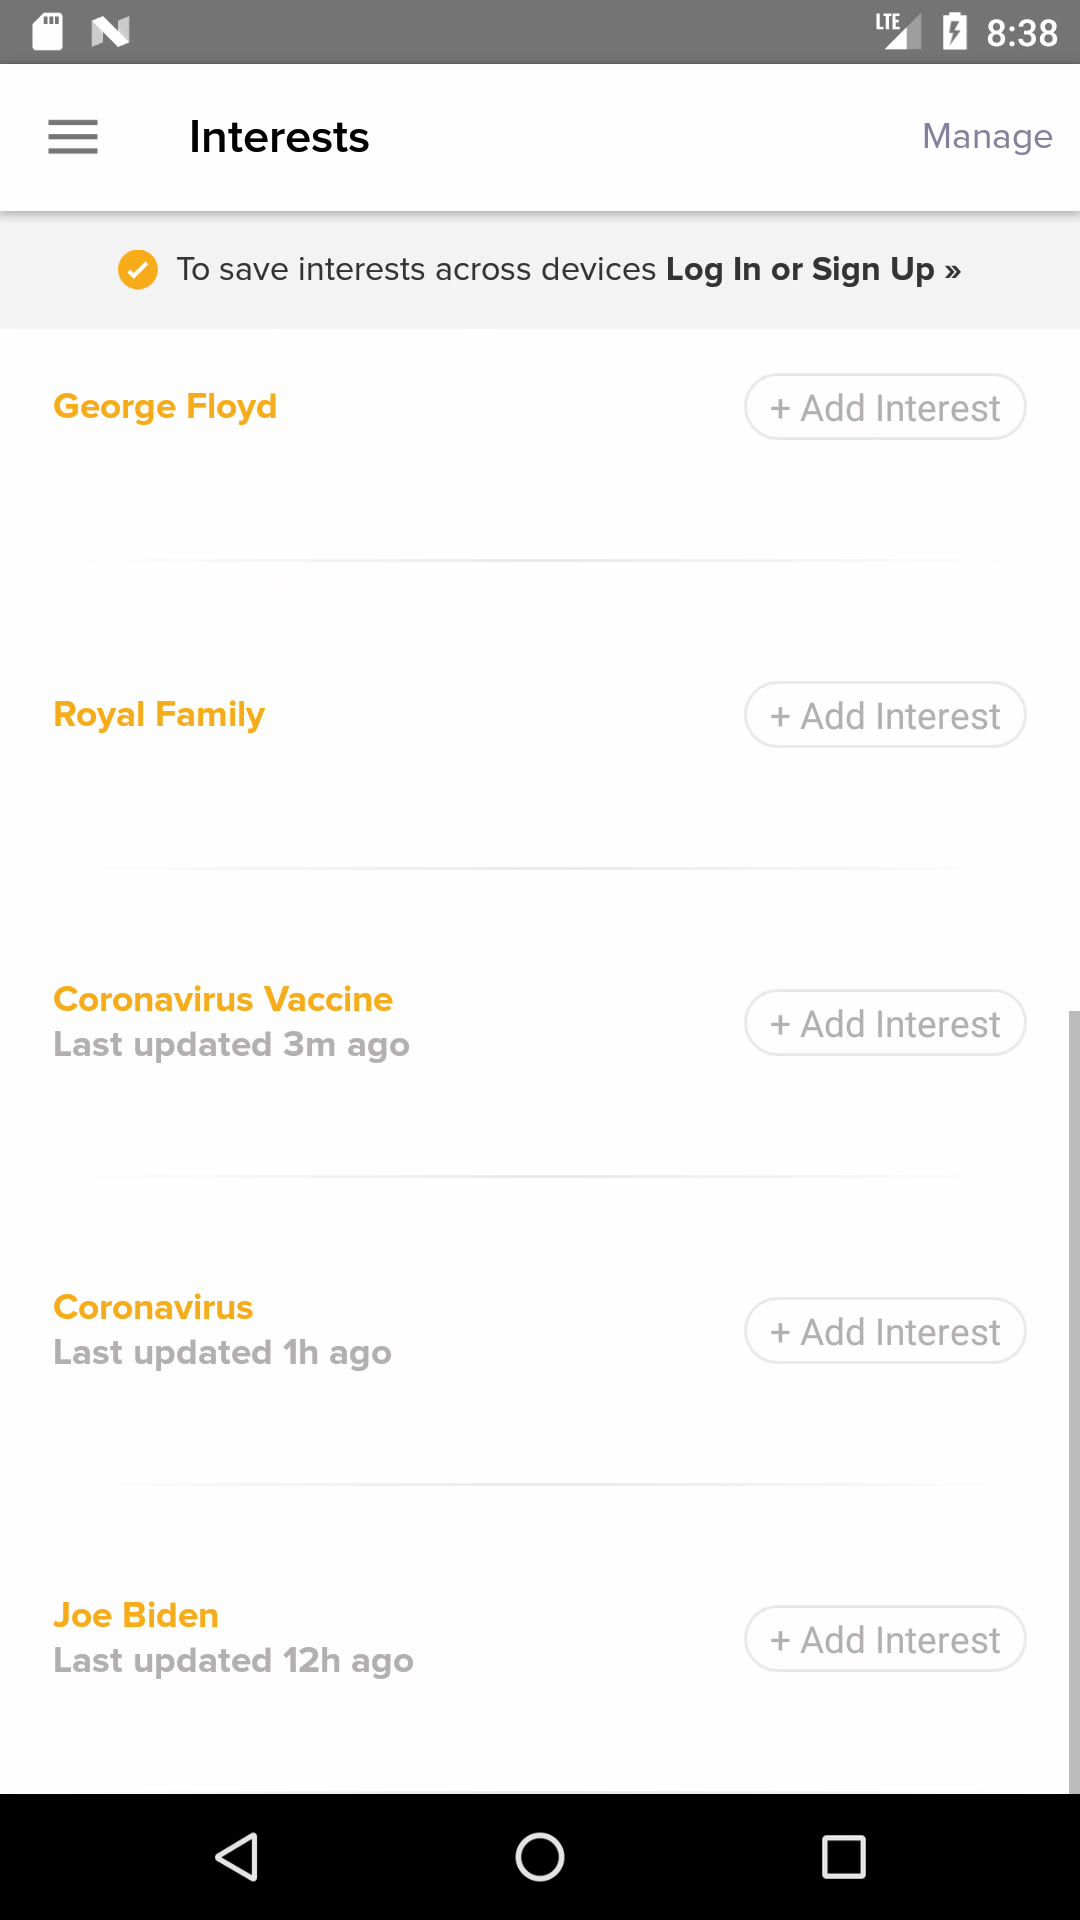 LTE 8:38
Interests Manage
To save interests across devices Log In or Sign Up »
George Floyd + Add Interest
Royal Family + Add Interest
Coronavirus Vaccine
Last updated 3m ago + Add Interest
Coronavirus
Last updated 1h ago + Add Interest
Joe Biden
Last updated 12h ago + Add Interest